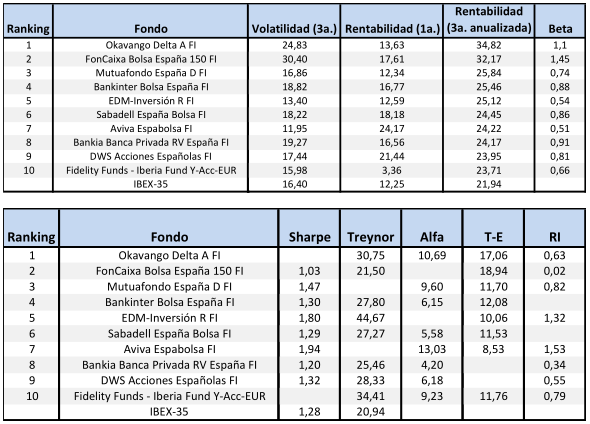 Ranking Fondo Volatilidad (3a.) Rentabilidad (1a.) Rentabilidad (3a. anualizada) Beta
1 Okavango Delta A FI 24,83 13,63 34,82 1,1
2 FonCaixa Bolsa España 150 FI 30,40 17,61 32,17 1,45
3 Mutuafondo España D FI 16,86 12,34 25,84 0,74
4 Bankinter Bolsa España FI 18,82 16,77 25,46 0,88
5 EDM-Inversión R FI 13,40 12,59 25,12 0,54
6 Sabadell España Bolsa FI 18,22 18,18 24,45 0,86
7 Aviva Espabolsa FI 11,95 24,17 24,22 0,51
8 Bankia Banca Privada RV España FI 19,27 16,56 24,17 0,91
9 DWS Acciones Españolas FI 17,44 21,44 23,95 0,81
10 Fidelity Funds - Iberia Fund Y-Acc-EUR 15,98 3,36 23,71 0,66
IBEX-35 16,40 12,25 21,94
Ranking Fondo Sharpe Treynor Alfa T-E RI
1 Okavango Delta A FI 30,75 10,69 17,06 0,63
2 FonCaixa Bolsa España 150 FI 1,03 21,50 18,94 0,02
3 Mutuafondo España D FI 1,47 9,60 11,70 0,82
4 Bankinter Bolsa España FI 1,30 27,80 6,15 12,08
5 EDM-Inversión R FI 1,80 44,67 10,06 1,32
6 Sabadell España Bolsa FI 1,29 27,27 5,58 11,53
7 Aviva Espabolsa FI 1,94 13,03 8,53 1,53
8 Bankia Banca Privada RV España FI 1,20 25,46 4,20 0,34
9 DWS Acciones Españolas FI 1,32 28,33 6,18 0,55
10 Fidelity Funds - Iberia Fund Y-Acc-EUR 34,41 9,23 11,76 0,79
IBEX-35 1,28 20,94